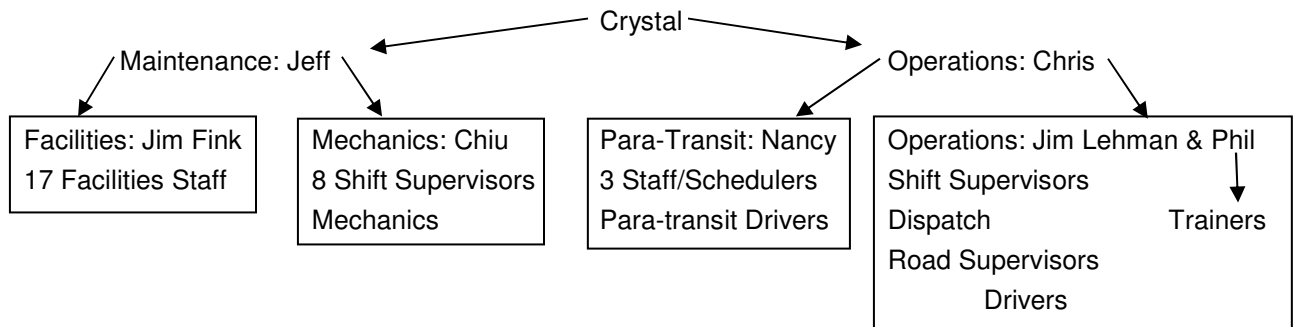 Crystal
Maintenance: Jeff
Operations: Chris
Facilities: Jim Fink
17 Facilities Staff
Mechanics: Chiu
8 Shift Supervisors
Mechanics
Para-Transit: Nancy
3 Staff/Schedulers
Para-transit Drivers
Operations: Jim Lehman & Phil
Shift Supervisors
Dispatch Trainers
Road Supervisors
Drivers